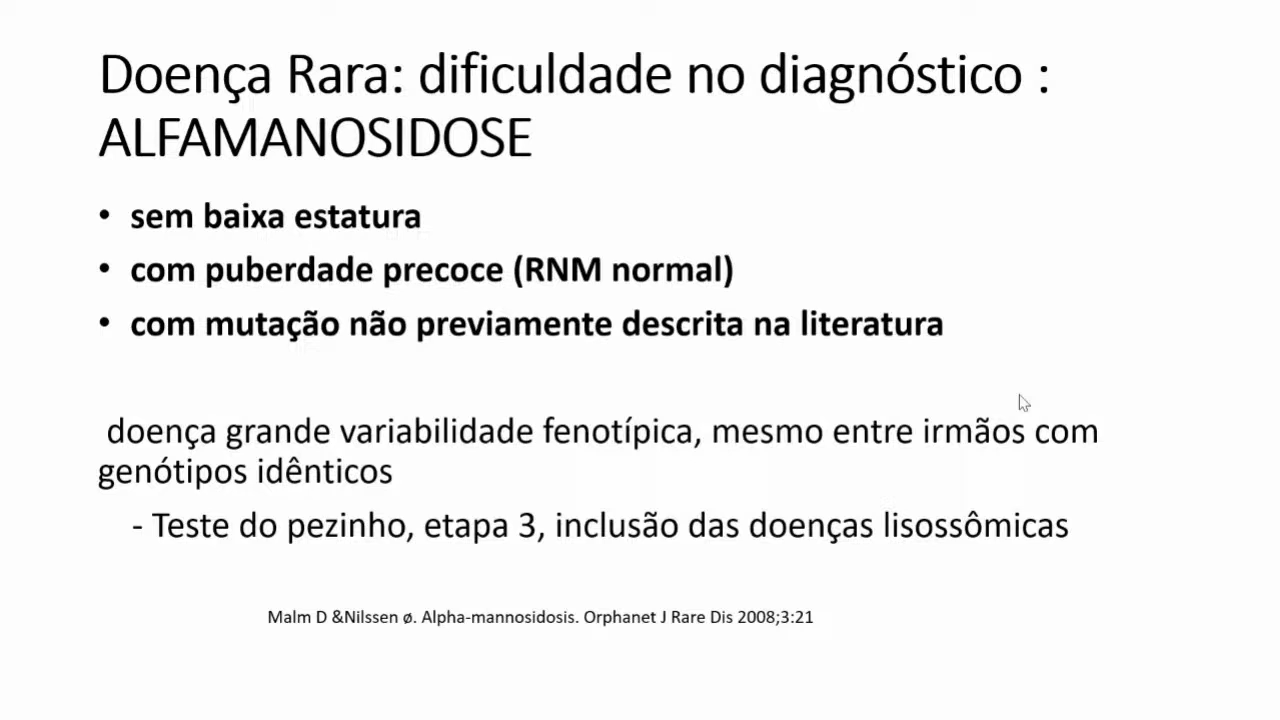 Doença Rara: dificuldade no diagnóstico :
ALFAMANOSIDOSE
• sem baixa estatura
• com puberdade precoce (RNM normal)
• com mutação não previamente descrita na literatura
doença grande variabilidade fenotípica, mesmo entre irmãos com
genótipos idênticos
- Teste do pezinho, etapa 3, inclusão das doenças lisossômicas
Malm D &Nilssen ø. Alpha-mannosidosis. Orphanet J Rare Dis 2008;3:21